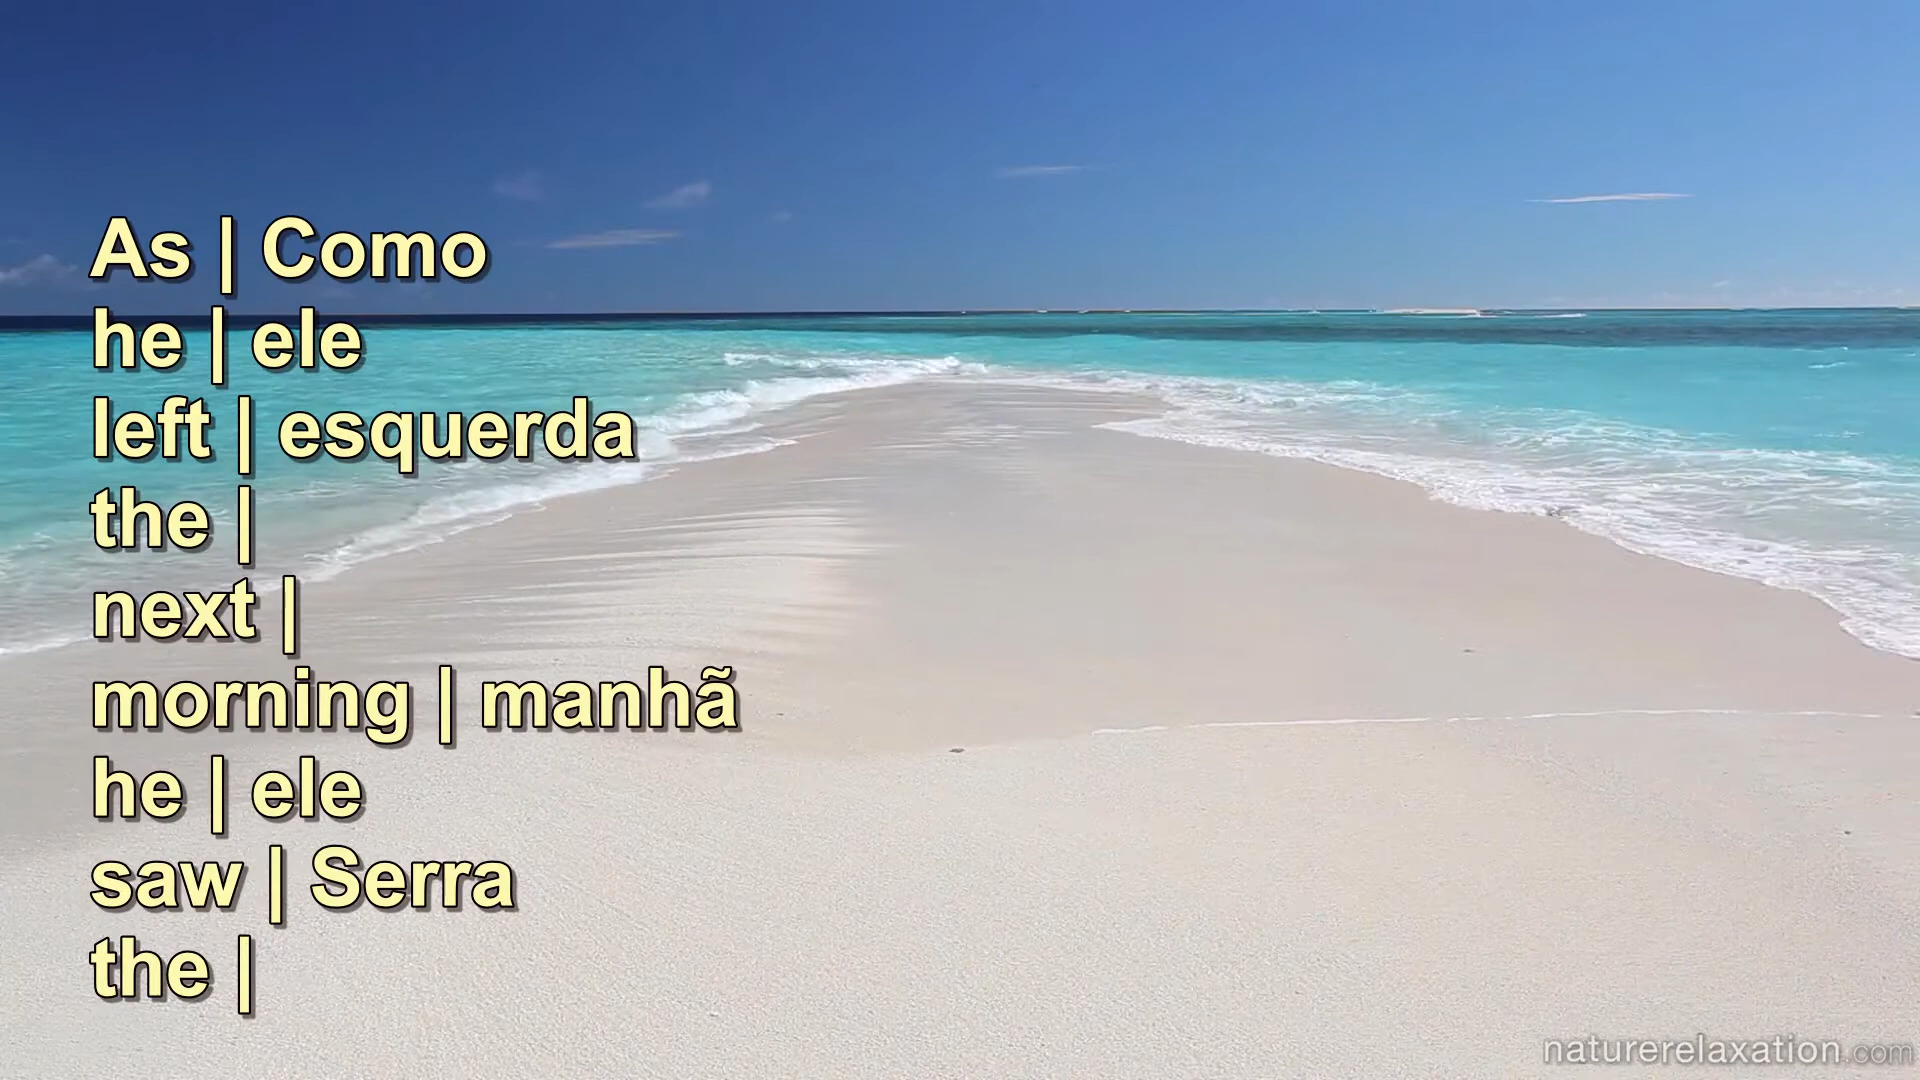 As | Como
he | ele
left | esquerda
the |
next |
morning | manhã
he | ele
saw | Serra
the |
naturerelaxation.com